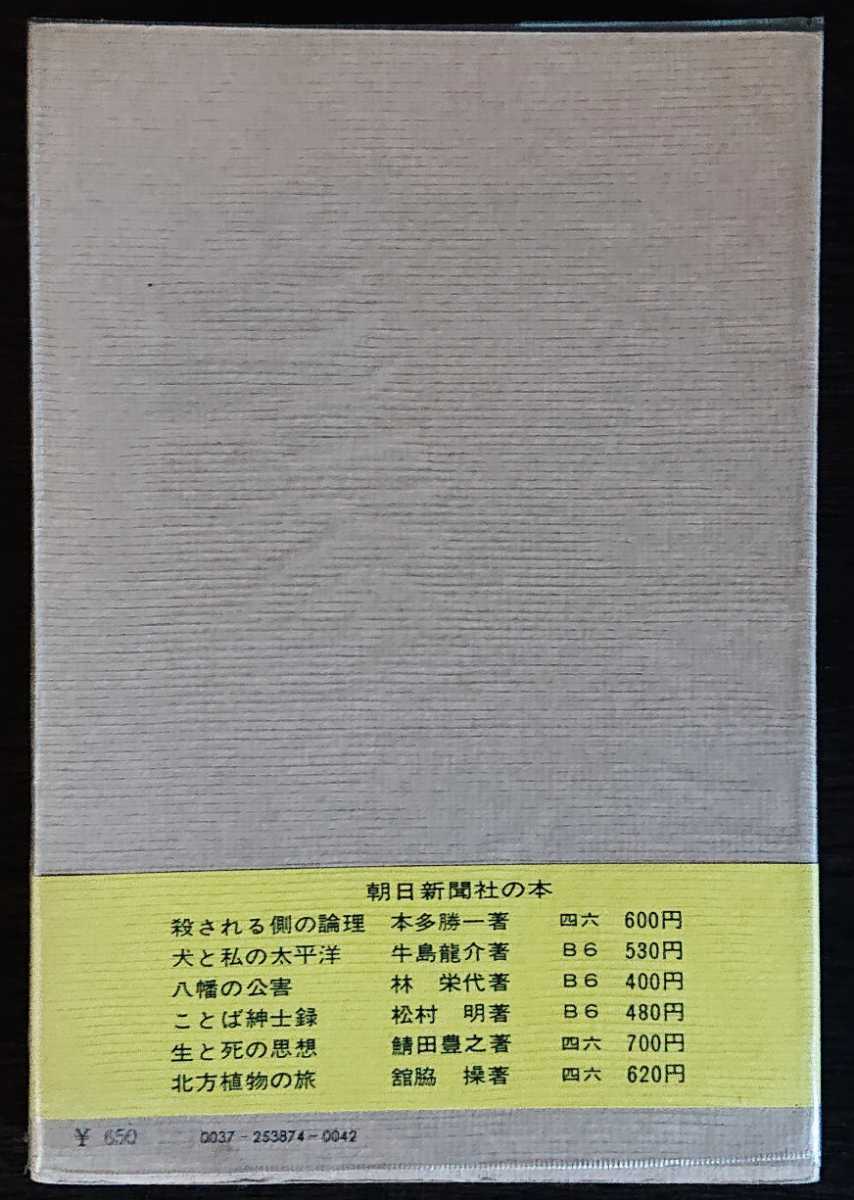 朝日新聞社の本
殺される側の論理 本多勝一著 四六 600円
犬と私の太平洋 牛島龍介著 B6 530円
八幡の公害 林 栄代著 B6 400円
ことば紳士録 松村 明著 B6 480円
生と死の思想 鯖田豊之著 四六 700円
北方植物の旅 舘脇 操著 四六 620円
¥ 650 0037-253874-0042